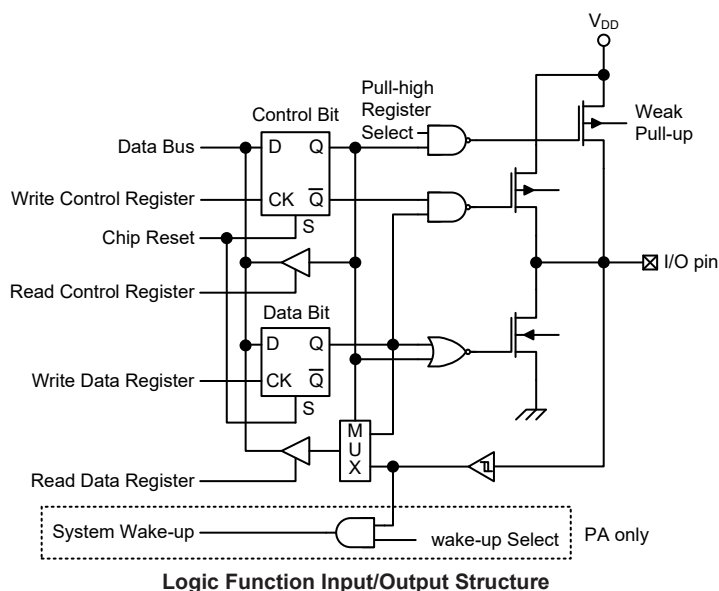 V_DD
Pull-high
Register
Select
Control Bit
Weak
Pull-up
Data Bus
D
Q
Write Control Register
CK
Q̅
Chip Reset
S
I/O pin
Read Control Register
Data Bit
D
Q
Write Data Register
CK
Q̅
S
M
U
X
Read Data Register
System Wake-up
wake-up Select
PA only
Logic Function Input/Output Structure